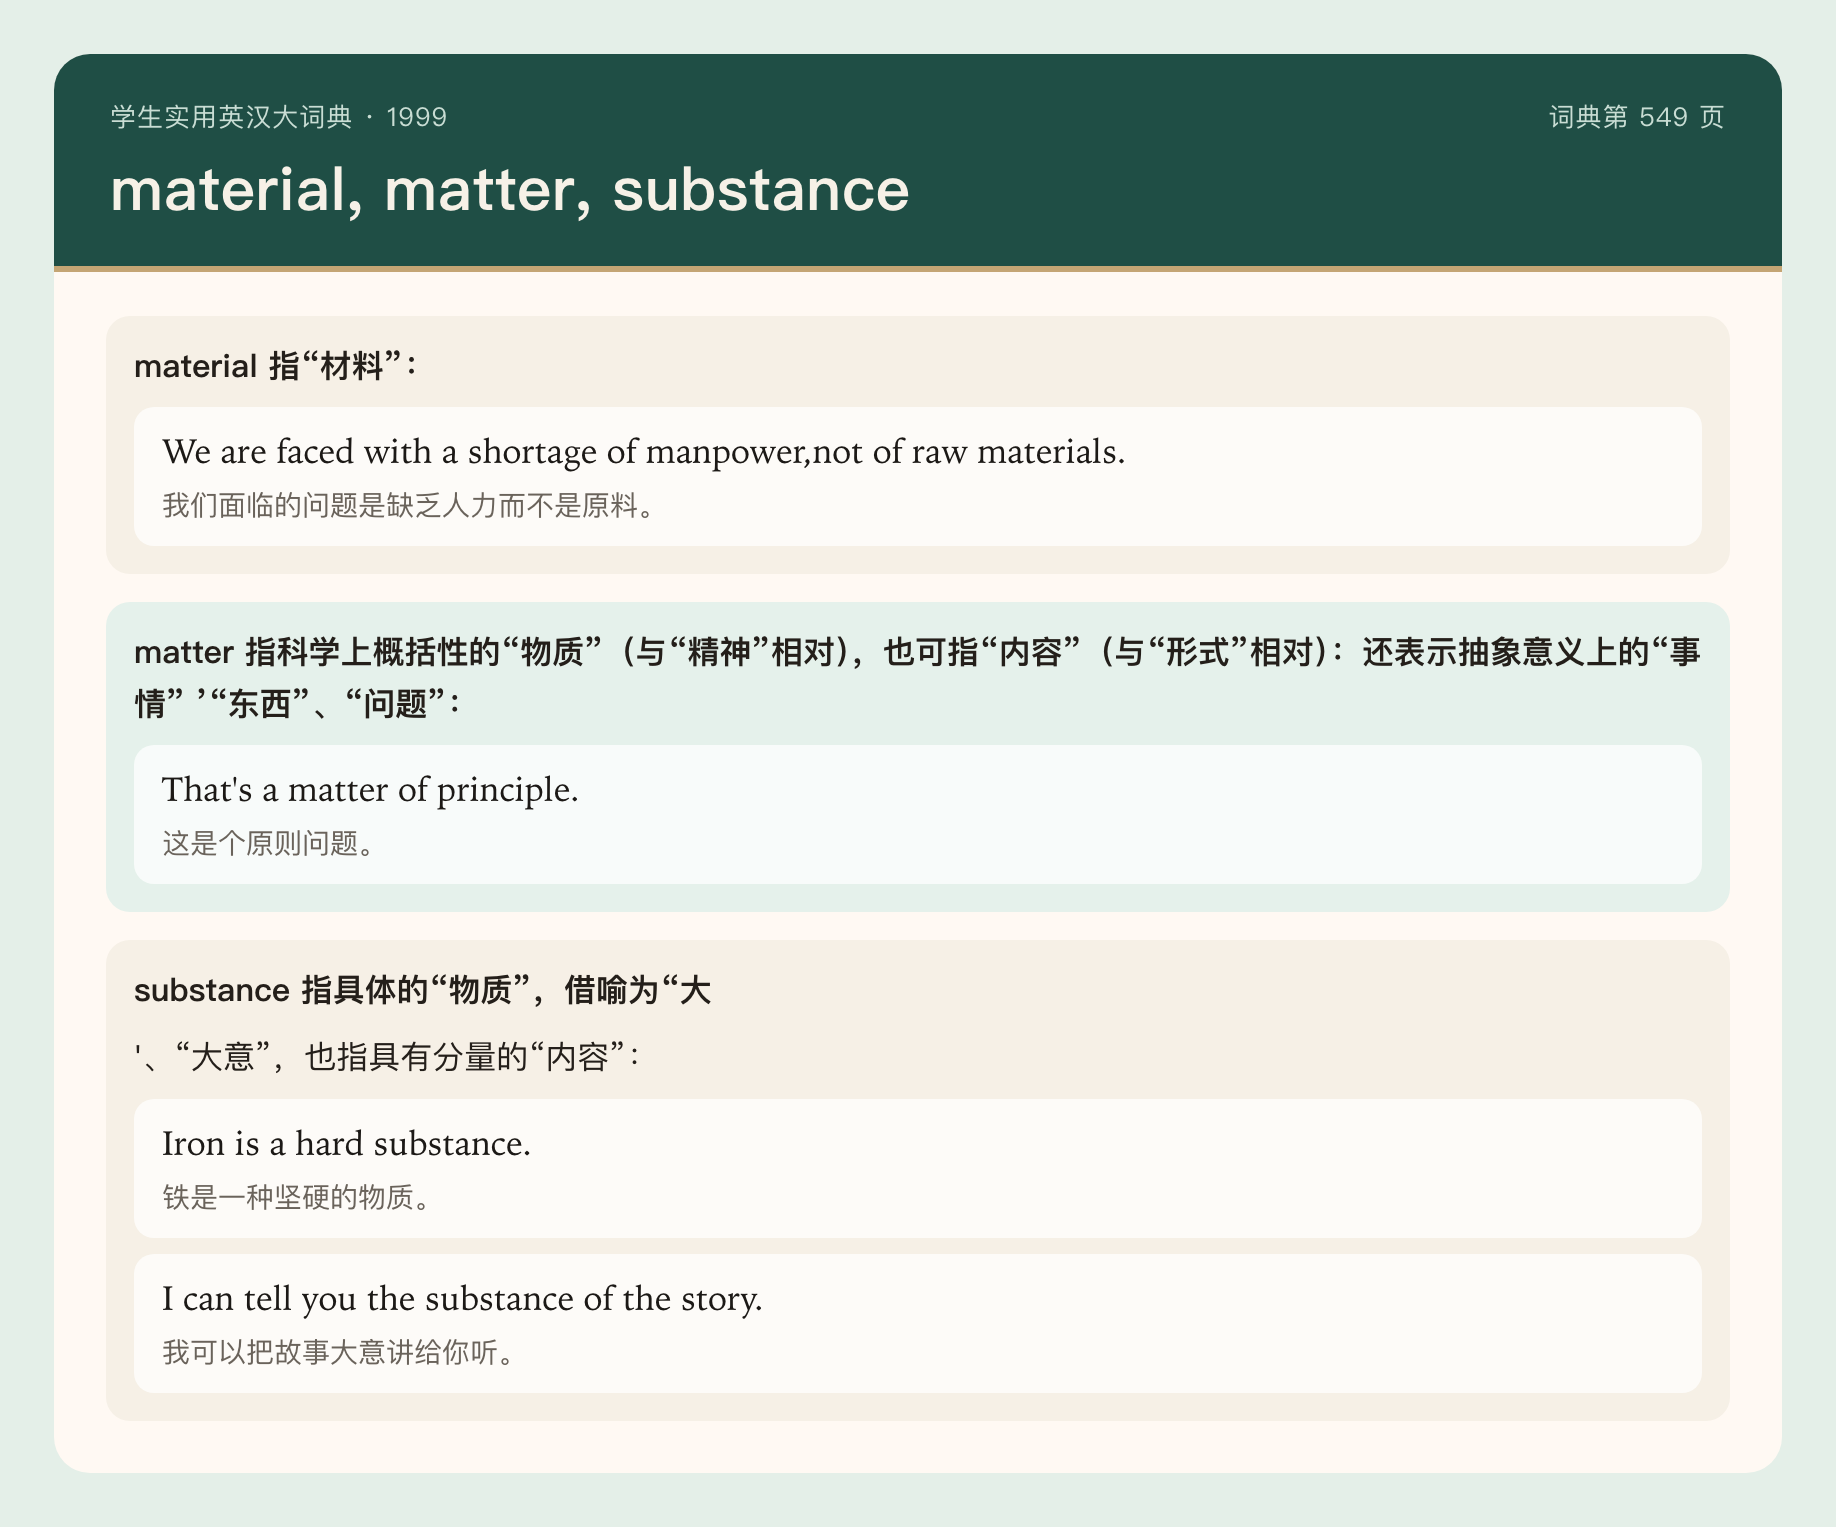 学生实用英汉大词典 · 1999
词典第 549 页
material, matter, substance
material 指“材料”：
We are faced with a shortage of manpower,not of raw materials.
我们面临的问题是缺乏人力而不是原料。
matter 指科学上概括性的“物质”（与“精神”相对），也可指“内容”（与“形式”相对）：还表示抽象意义上的“事
情” ’“东西”、“问题”：
That's a matter of principle.
这是个原则问题。
substance 指具体的“物质”，借喻为“大
'、“大意”，也指具有分量的“内容”：
Iron is a hard substance.
铁是一种坚硬的物质。
I can tell you the substance of the story.
我可以把故事大意讲给你听。